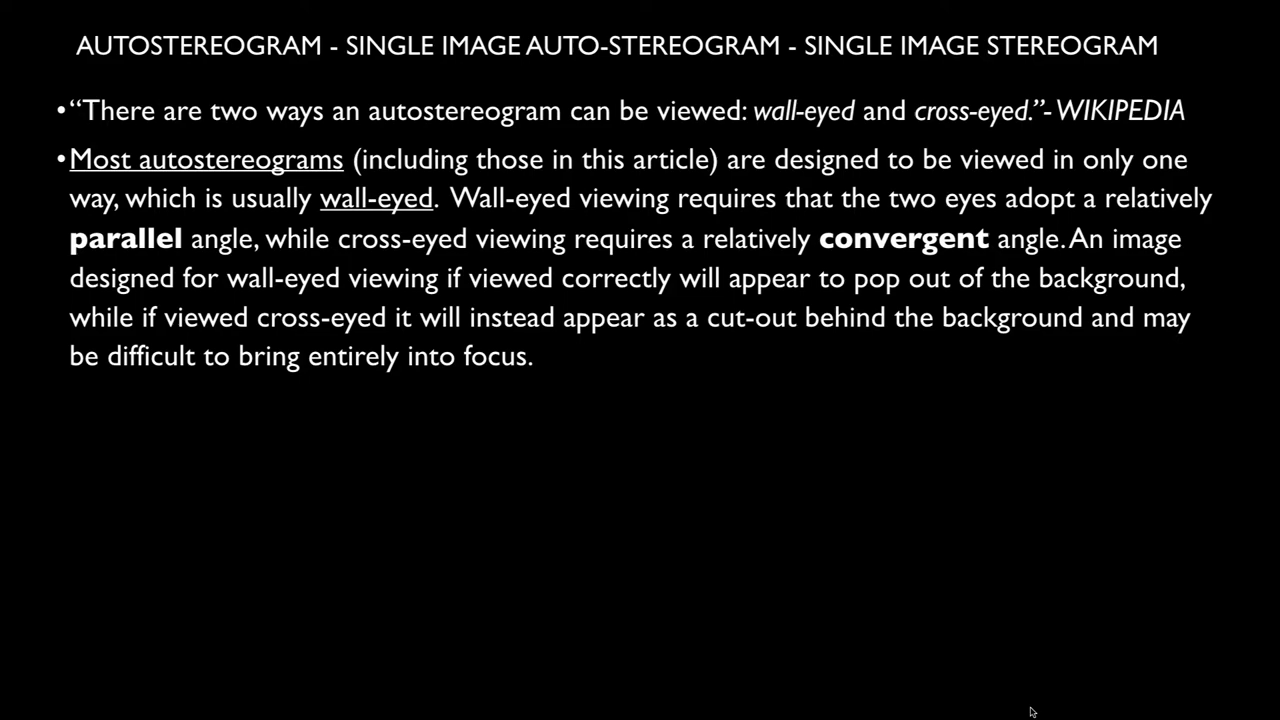 AUTOSTEREOGRAM - SINGLE IMAGE AUTO-STEREOGRAM - SINGLE IMAGE STEREOGRAM
•“There are two ways an autostereogram can be viewed: wall-eyed and cross-eyed.”- WIKIPEDIA
•Most autostereograms (including those in this article) are designed to be viewed in only one
way, which is usually wall-eyed. Wall-eyed viewing requires that the two eyes adopt a relatively
parallel angle, while cross-eyed viewing requires a relatively convergent angle. An image
designed for wall-eyed viewing if viewed correctly will appear to pop out of the background,
while if viewed cross-eyed it will instead appear as a cut-out behind the background and may
be difficult to bring entirely into focus.